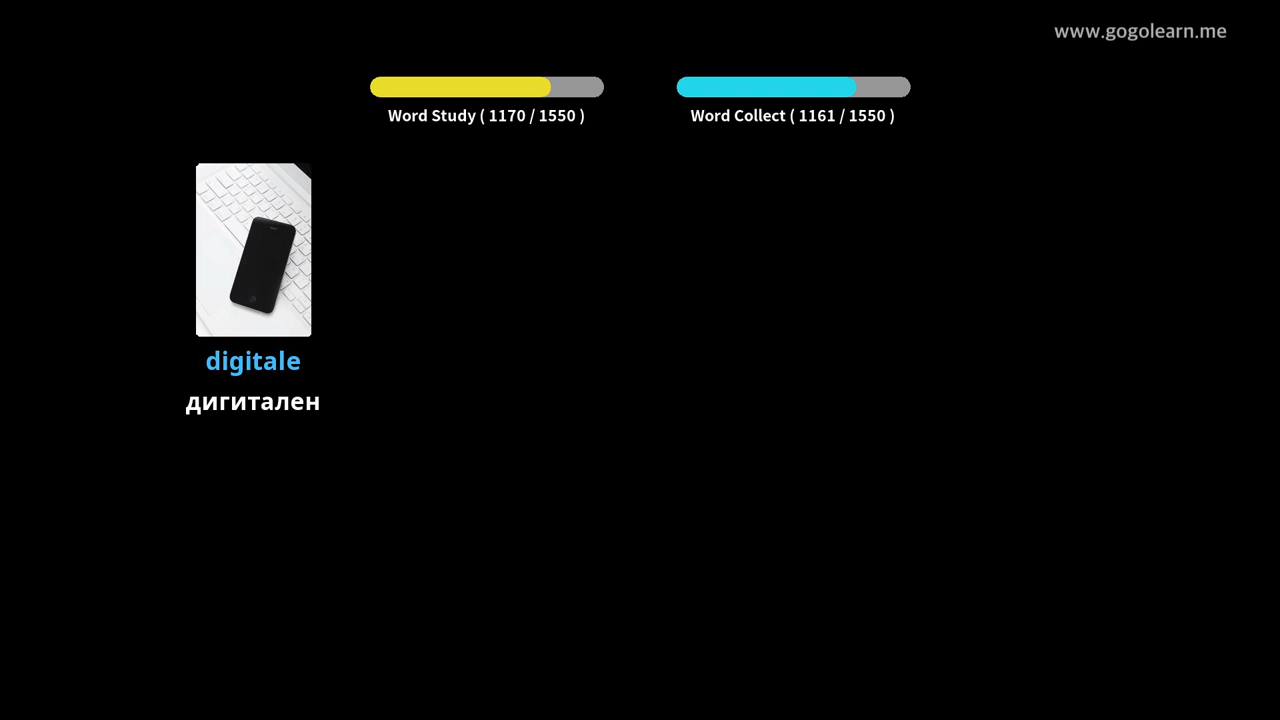 www.gogolearn.me
Word Study ( 1170 / 1550 )
Word Collect ( 1161 / 1550 )
digitale
дигитален